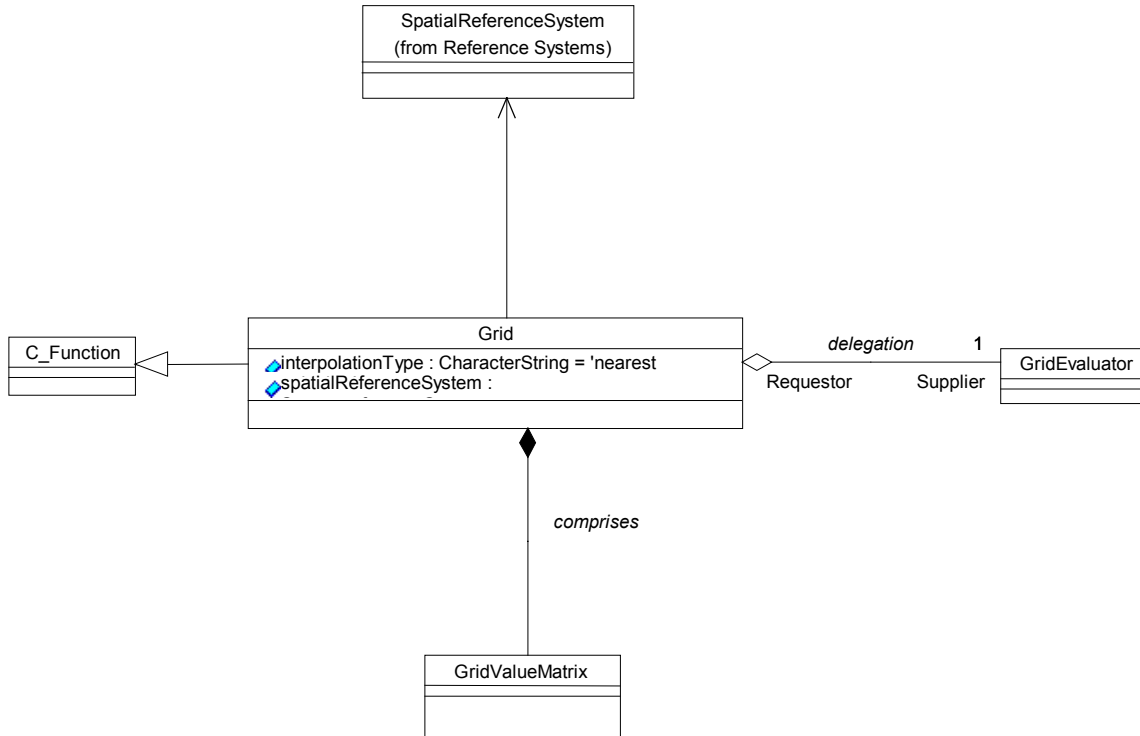 SpatialReferenceSystem
(from Reference Systems)
Grid
interpolationType : CharacterString = 'nearest
spatialReferenceSystem :
C_Function
delegation 1
Requestor Supplier
GridEvaluator
comprises
GridValueMatrix